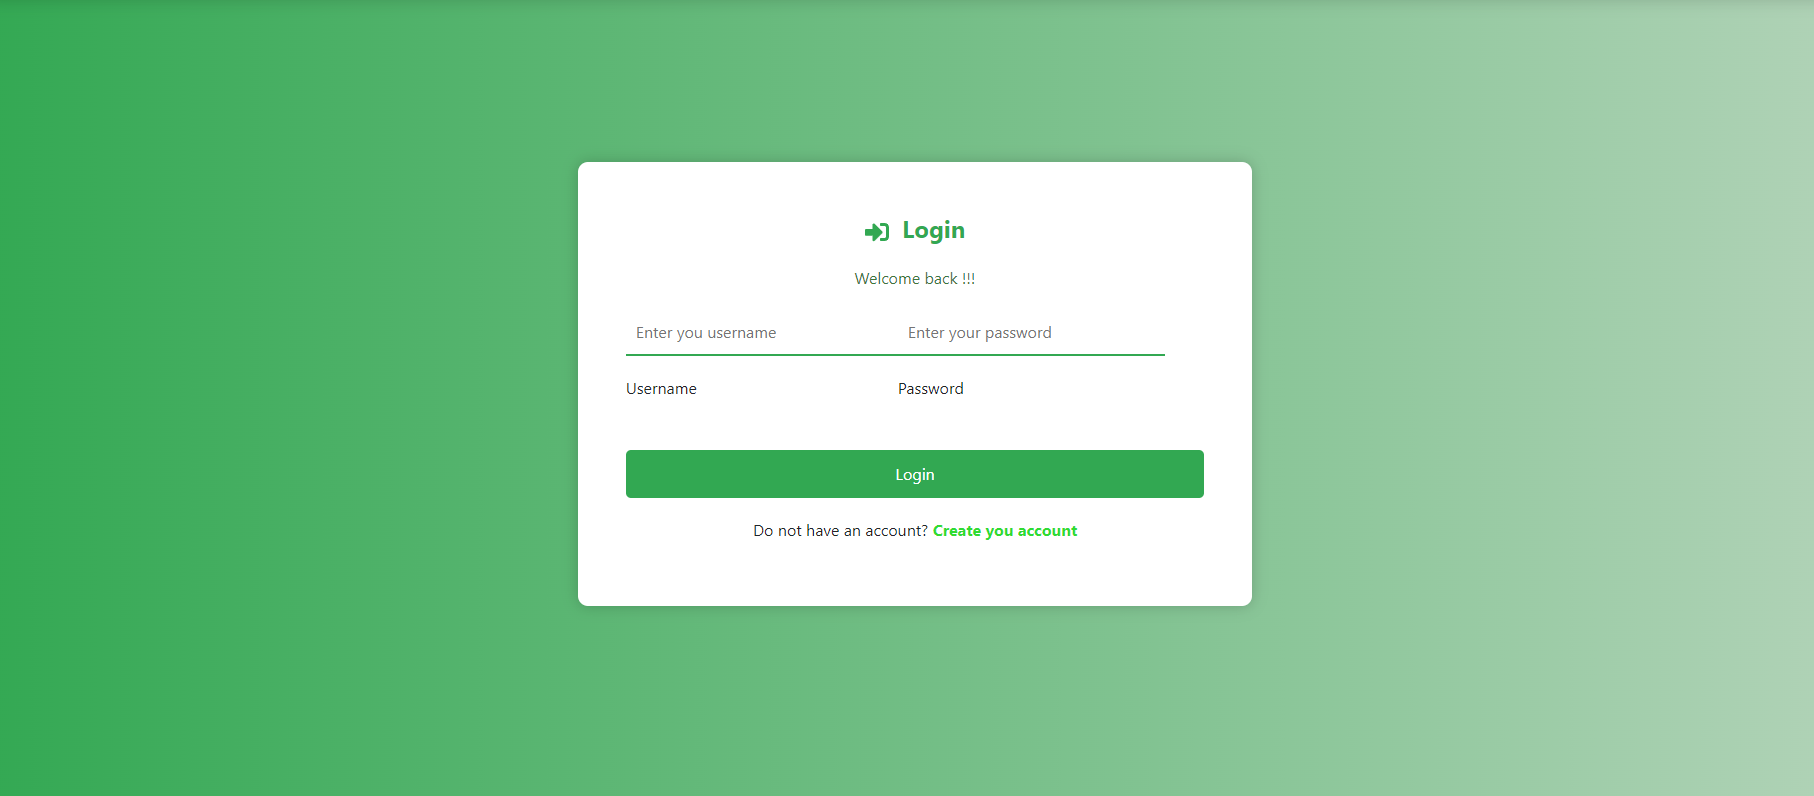 Login
Welcome back !!!
Enter you username Enter your password
Username Password
Login
Do not have an account? Create you account